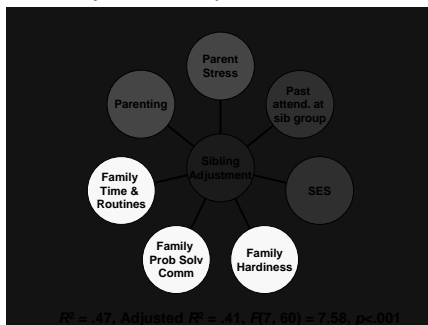 Parent
Stress
Parenting
Past
attend. at
sib group
Sibling
Adjustment
Family
Time &
Routines
SES
Family
Prob Solv
Comm
Family
Hardiness
R² = .47, Adjusted R² = .41, F(7, 60) = 7.58, p<.001